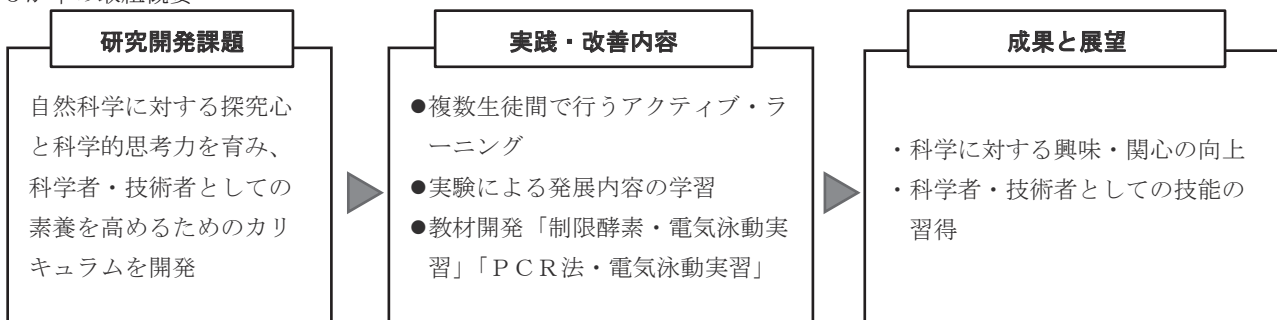 研究開発課題
自然科学に対する探究心
と科学的思考力を育み、
科学者・技術者としての
素養を高めるためのカリ
キュラムを開発
実践・改善内容
●複数生徒間で行うアクティブ・ラ
ーニング
●実験による発展内容の学習
●教材開発「制限酵素・電気泳動実
習」「ＰＣＲ法・電気泳動実習」
成果と展望
・科学に対する興味・関心の向上
・科学者・技術者としての技能の
習得